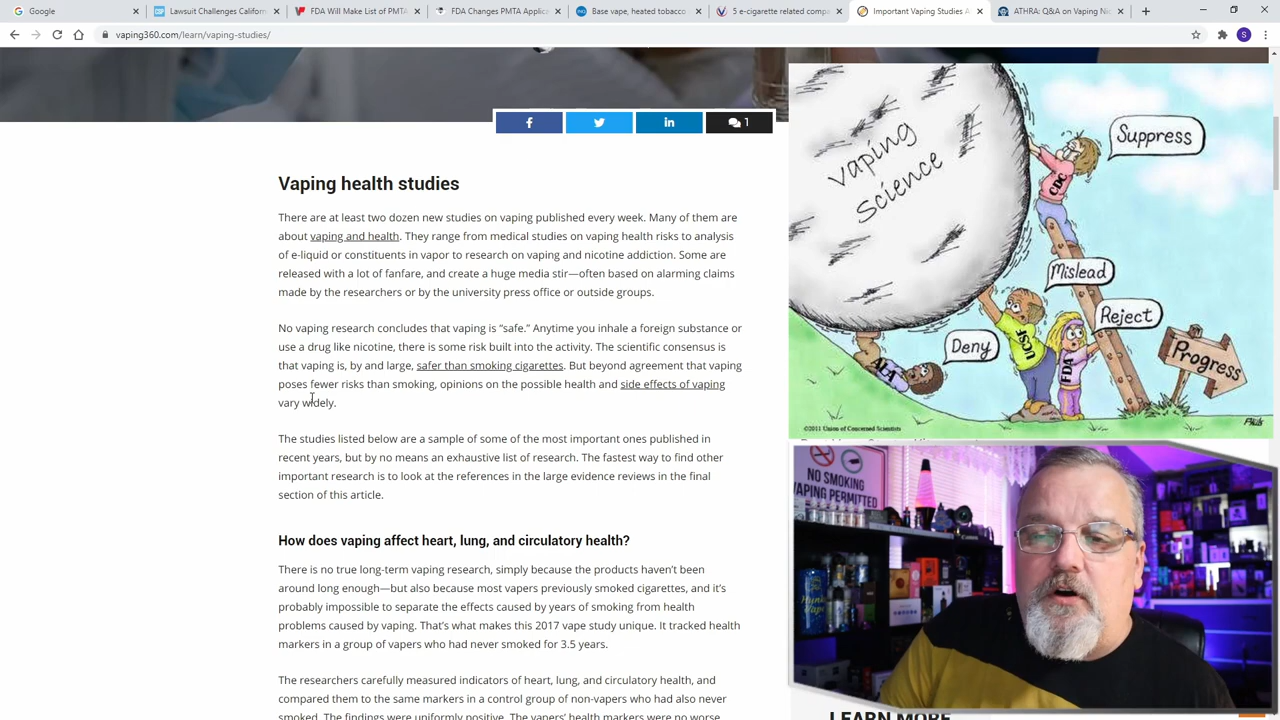 Google
Lawsuit Challenges Californ
FDA Will Make List of PMTA
FDA Changes PMTA Applica
Base vape, heated tobacco
5 e-cigarette related comp
Important Vaping Studies A
ATHRA: Q&A on Vaping Nic
vaping360.com/learn/vaping-studies/
S
f
in
1
Vaping health studies
There are at least two dozen new studies on vaping published every week. Many of them are
about vaping and health. They range from medical studies on vaping health risks to analysis
of e-liquid or constituents in vapor to research on vaping and nicotine addiction. Some are
released with a lot of fanfare, and create a huge media stir—often based on alarming claims
made by the researchers or by the university press office or outside groups.
No vaping research concludes that vaping is “safe.” Anytime you inhale a foreign substance or
use a drug like nicotine, there is some risk built into the activity. The scientific consensus is
that vaping is, by and large, safer than smoking cigarettes. But beyond agreement that vaping
poses fewer risks than smoking, opinions on the possible health and side effects of vaping
vary widely.
The studies listed below are a sample of some of the most important ones published in
recent years, but by no means an exhaustive list of research. The fastest way to find other
important research is to look at the references in the large evidence reviews in the final
section of this article.
How does vaping affect heart, lung, and circulatory health?
There is no true long-term vaping research, simply because the products haven’t been
around long enough—but also because most vapers previously smoked cigarettes, and it’s
probably impossible to separate the effects caused by years of smoking from health
problems caused by vaping. That’s what makes this 2017 vape study unique. It tracked health
markers in a group of vapers who had never smoked for 3.5 years.
The researchers carefully measured indicators of heart, lung, and circulatory health, and
compared them to the same markers in a control group of non-vapers who had also never
smoked. The findings were uniformly positive. The vapers’ health markers were no worse
vaping
science
Suppress
CDC
Mislead
Reject
Deny
UCSF
FDA
ALA
Progress
©2011 Union of Concerned Scientists
NO SMOKING
VAPING PERMITTED
LEARN MORE